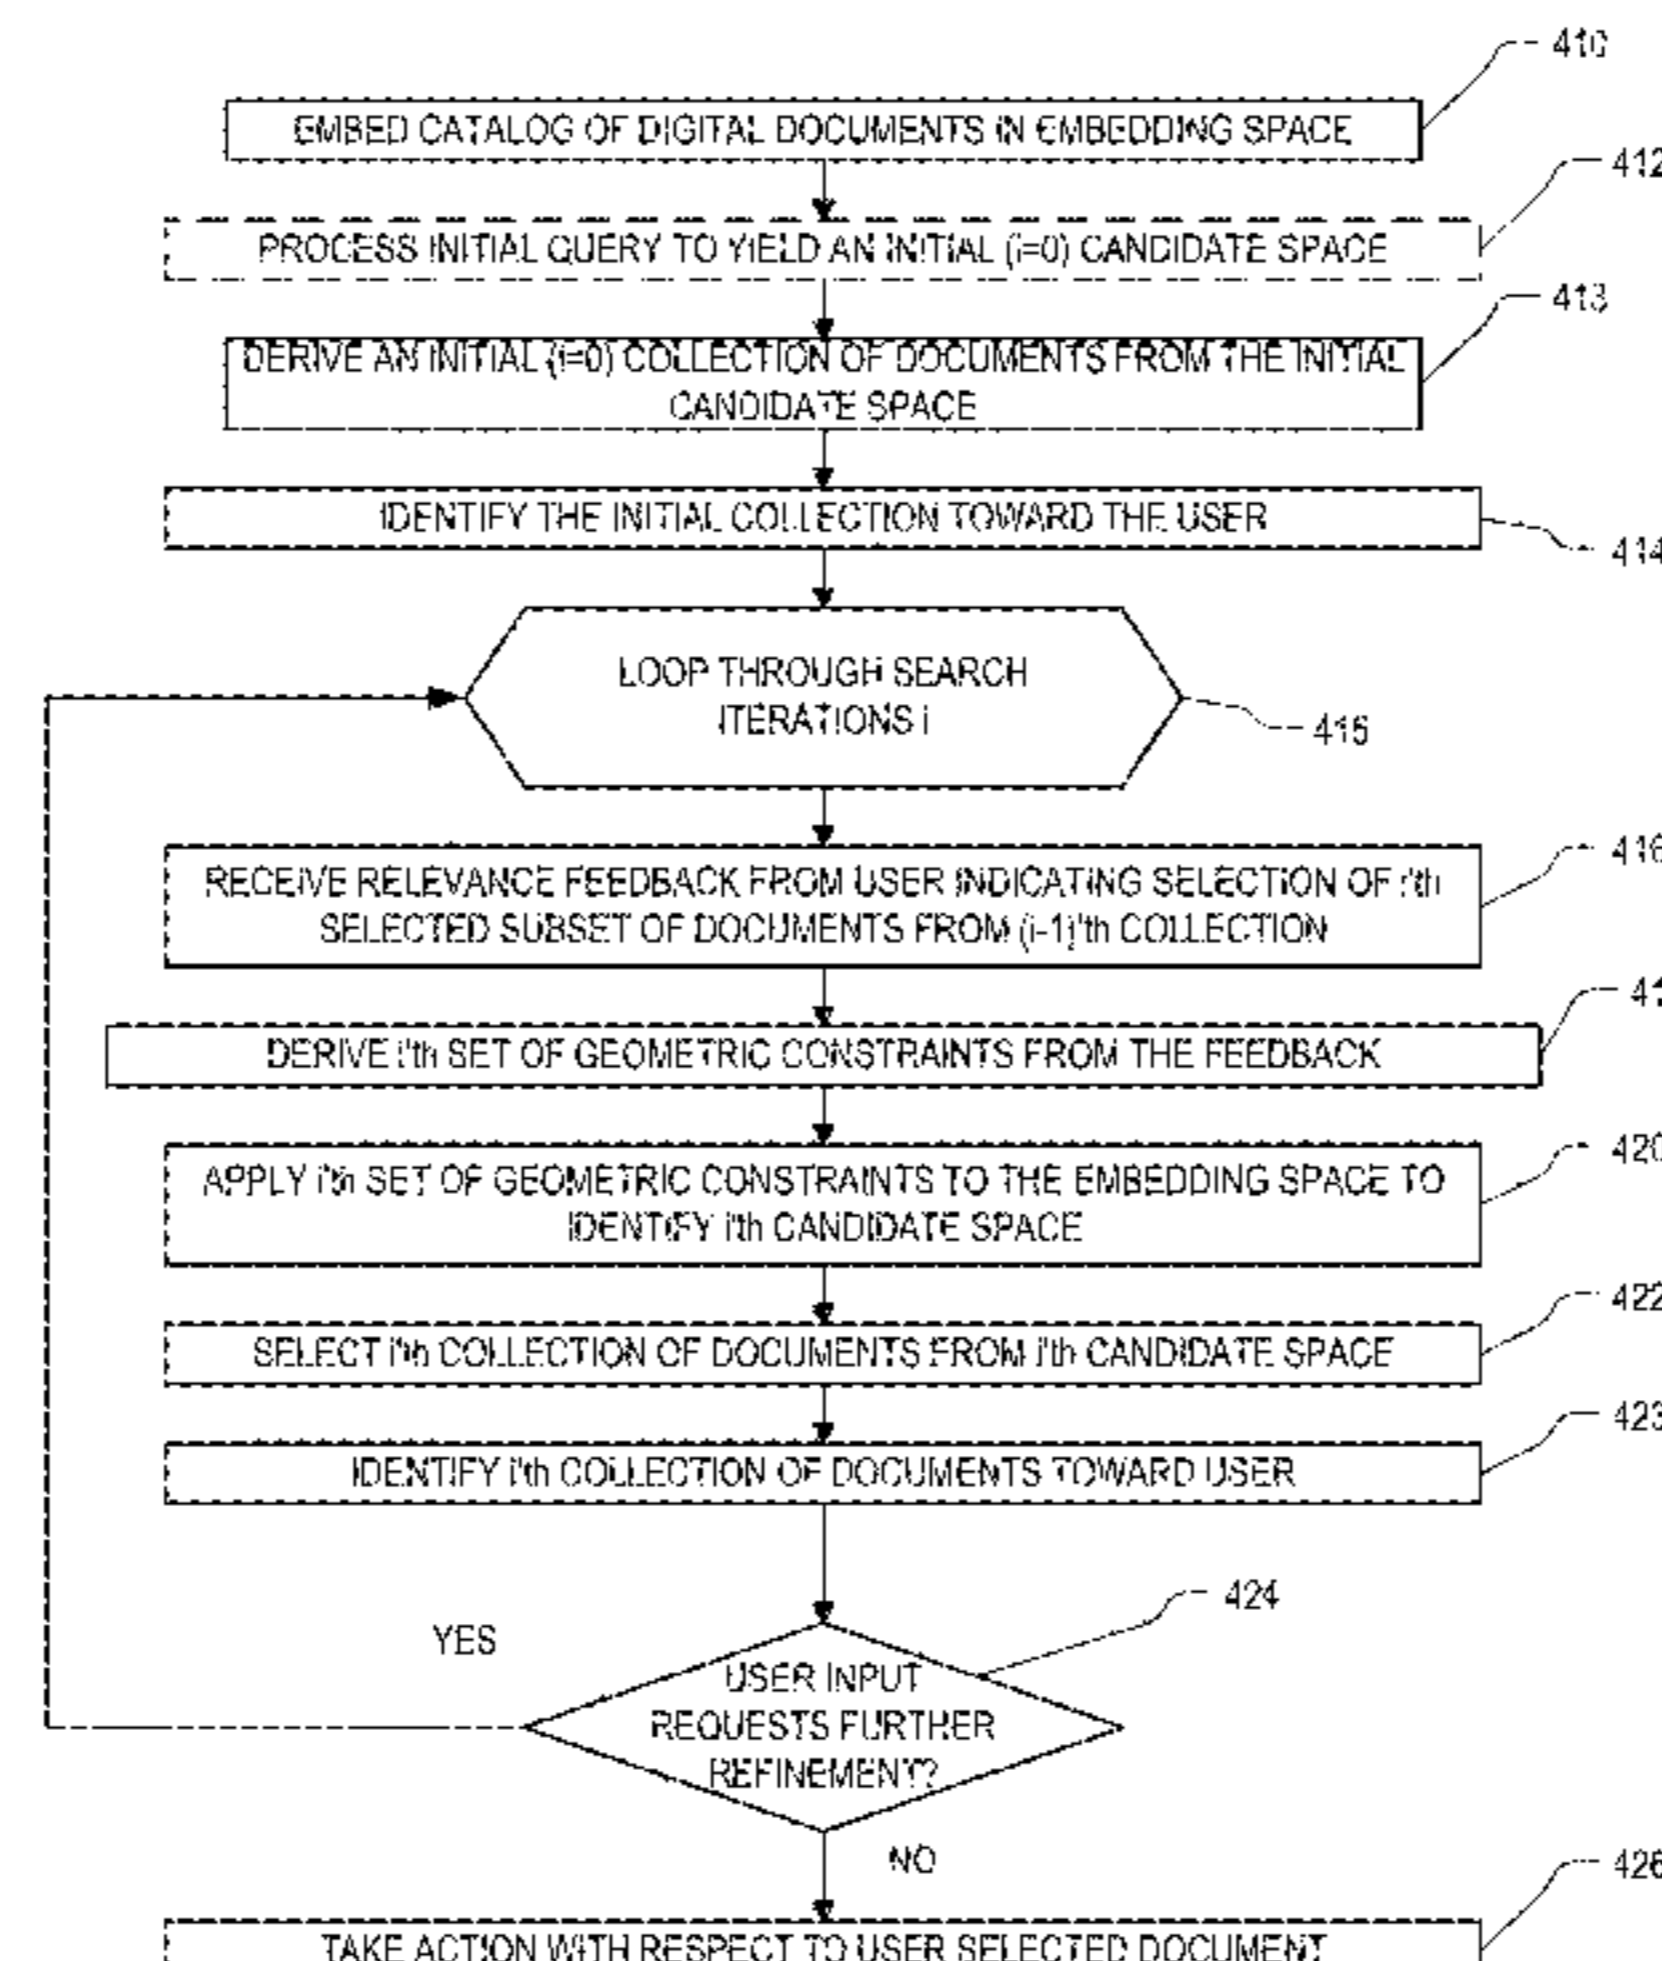 410
EMBED CATALOG OF DIGITAL DOCUMENTS IN EMBEDDING SPACE
412
PROCESS INITIAL QUERY TO YIELD AN INITIAL (i=0) CANDIDATE SPACE
413
DERIVE AN INITIAL (i=0) COLLECTION OF DOCUMENTS FROM THE INITIAL
CANDIDATE SPACE
IDENTIFY THE INITIAL COLLECTION TOWARD THE USER
414
LOOP THROUGH SEARCH
ITERATIONS i
415
416
RECEIVE RELEVANCE FEEDBACK FROM USER INDICATING SELECTION OF i'th
SELECTED SUBSET OF DOCUMENTS FROM (i-1)'th COLLECTION
DERIVE i'th SET OF GEOMETRIC CONSTRAINTS FROM THE FEEDBACK
420
APPLY i'th SET OF GEOMETRIC CONSTRAINTS TO THE EMBEDDING SPACE TO
IDENTIFY i'th CANDIDATE SPACE
422
SELECT i'th COLLECTION OF DOCUMENTS FROM i'th CANDIDATE SPACE
423
IDENTIFY i'th COLLECTION OF DOCUMENTS TOWARD USER
424
YES
USER INPUT
REQUESTS FURTHER
REFINEMENT?
NO
426
TAKE ACTION WITH RESPECT TO USER SELECTED DOCUMENT